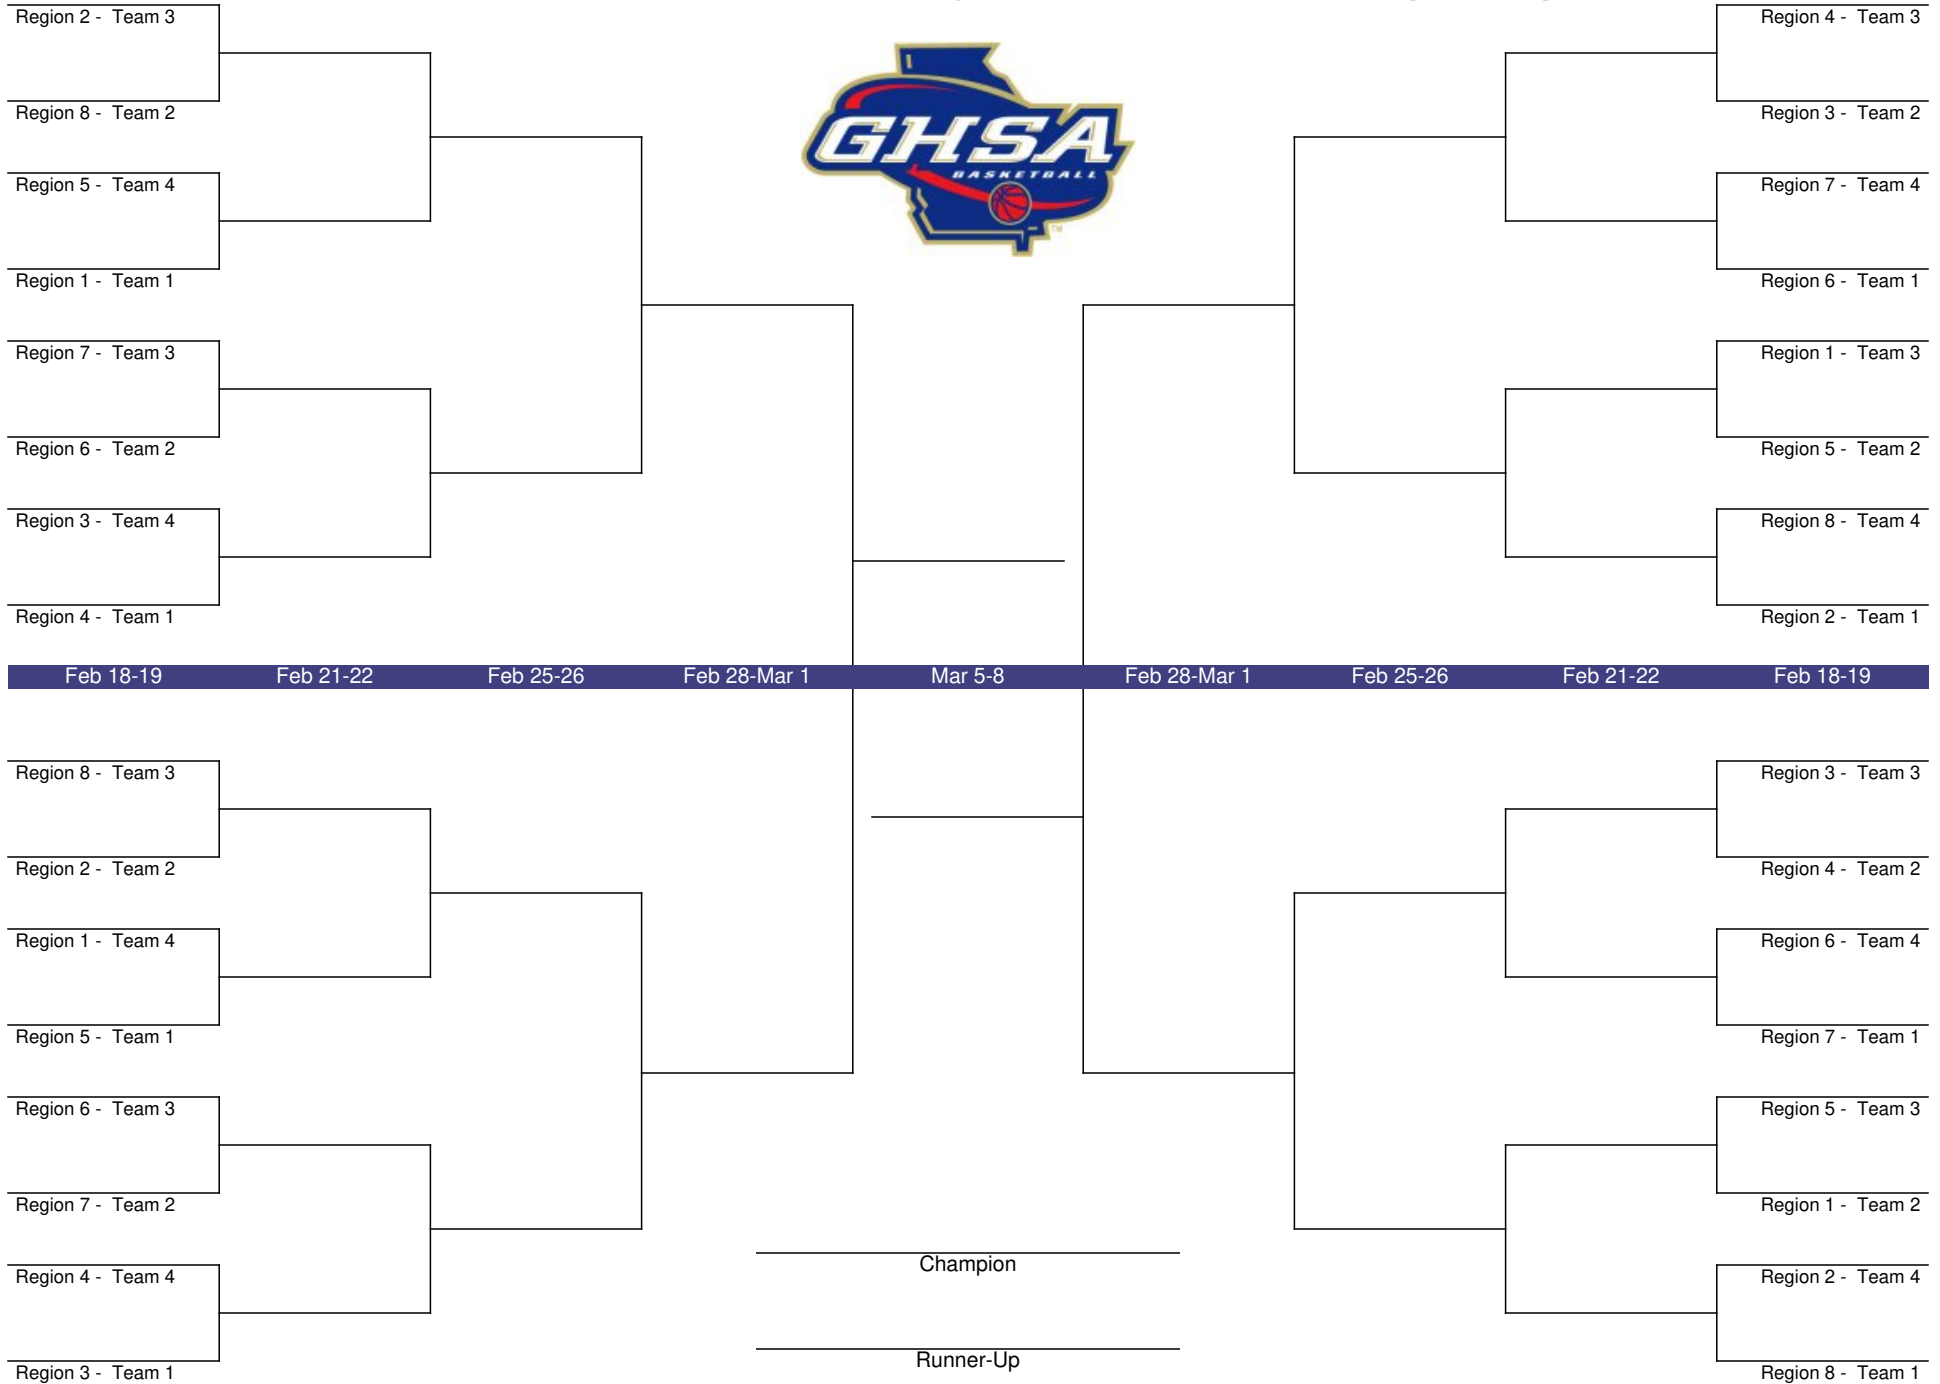 Region 2 - Team 3
Region 8 - Team 2
Region 5 - Team 4
Region 1 - Team 1
Region 7 - Team 3
Region 6 - Team 2
Region 3 - Team 4
Region 4 - Team 1
GHSA
BASKETBALL
TM
Region 4 - Team 3
Region 3 - Team 2
Region 7 - Team 4
Region 6 - Team 1
Region 1 - Team 3
Region 5 - Team 2
Region 8 - Team 4
Region 2 - Team 1
Feb 18-19 Feb 21-22 Feb 25-26 Feb 28-Mar 1 Mar 5-8 Feb 28-Mar 1 Feb 25-26 Feb 21-22 Feb 18-19
Region 8 - Team 3
Region 2 - Team 2
Region 1 - Team 4
Region 5 - Team 1
Region 6 - Team 3
Region 7 - Team 2
Region 4 - Team 4
Region 3 - Team 1
Champion
Runner-Up
Region 3 - Team 3
Region 4 - Team 2
Region 6 - Team 4
Region 7 - Team 1
Region 5 - Team 3
Region 1 - Team 2
Region 2 - Team 4
Region 8 - Team 1